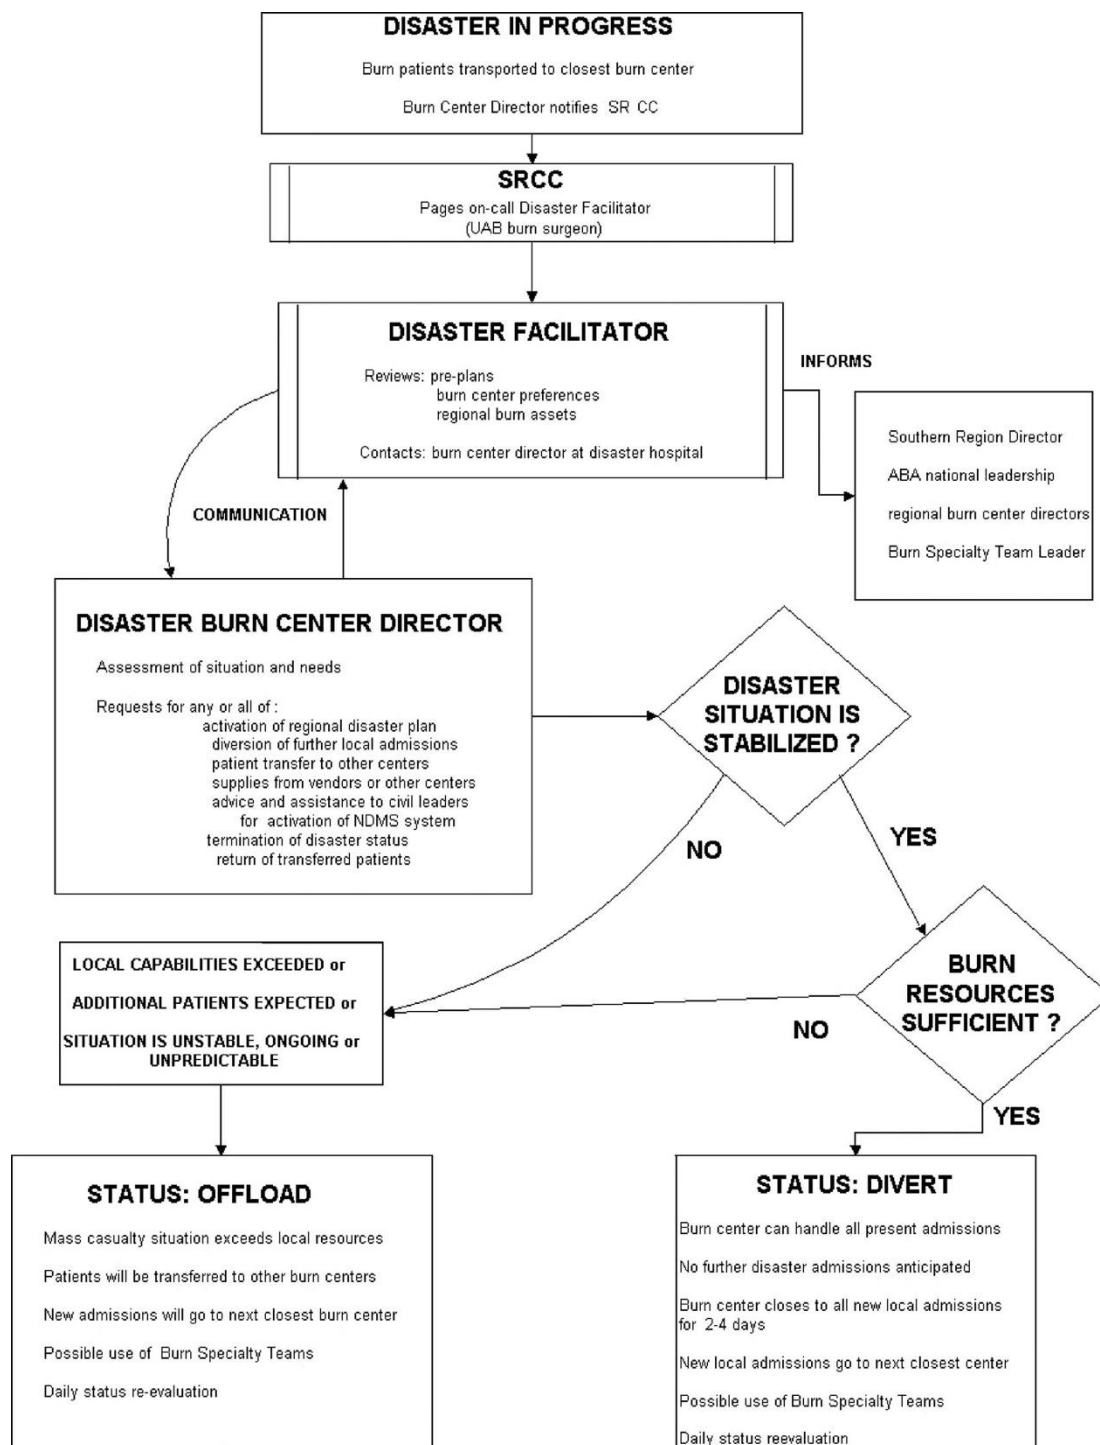 DISASTER IN PROGRESS
Burn patients transported to closest burn center
Burn Center Director notifies SR CC
SRCC
Pages on-call Disaster Facilitator
(UAB burn surgeon)
DISASTER FACILITATOR
Reviews: pre-plans
burn center preferences
regional burn assets
Contacts: burn center director at disaster hospital
INFORMS
Southern Region Director
ABA national leadership
regional burn center directors
Burn Specialty Team Leader
COMMUNICATION
DISASTER BURN CENTER DIRECTOR
Assessment of situation and needs
Requests for any or all of :
activation of regional disaster plan
diversion of further local admissions
patient transfer to other centers
supplies from vendors or other centers
advice and assistance to civil leaders
for activation of NDMS system
termination of disaster status
return of transferred patients
DISASTER
SITUATION IS
STABILIZED ?
NO
YES
LOCAL CAPABILITIES EXCEEDED or
ADDITIONAL PATIENTS EXPECTED or
SITUATION IS UNSTABLE, ONGOING or
UNPREDICTABLE
BURN
RESOURCES
SUFFICIENT ?
NO
YES
STATUS: OFFLOAD
Mass casualty situation exceeds local resources
Patients will be transferred to other burn centers
New admissions will go to next closest burn center
Possible use of Burn Specialty Teams
Daily status re-evaluation
STATUS: DIVERT
Burn center can handle all present admissions
No further disaster admissions anticipated
Burn center closes to all new local admissions
for 2-4 days
New local admissions go to next closest center
Possible use of Burn Specialty Teams
Daily status reevaluation